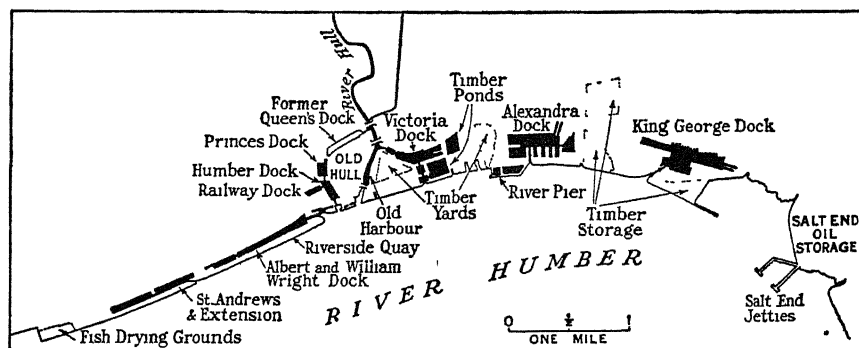 River Hull
Former
Queen's Dock
Princes Dock
Humber Dock
Railway Dock
OLD
HULL
Victoria
Dock
Timber
Ponds
Alexandra
Dock
King George Dock
Old
Harbour
Timber
Yards
River Pier
Timber
Storage
SALT END
OIL
STORAGE
Salt End
Jetties
Riverside Quay
Albert and William
Wright Dock
St. Andrews
& Extension
Fish Drying Grounds
RIVER HUMBER
0 ½ 1
ONE MILE